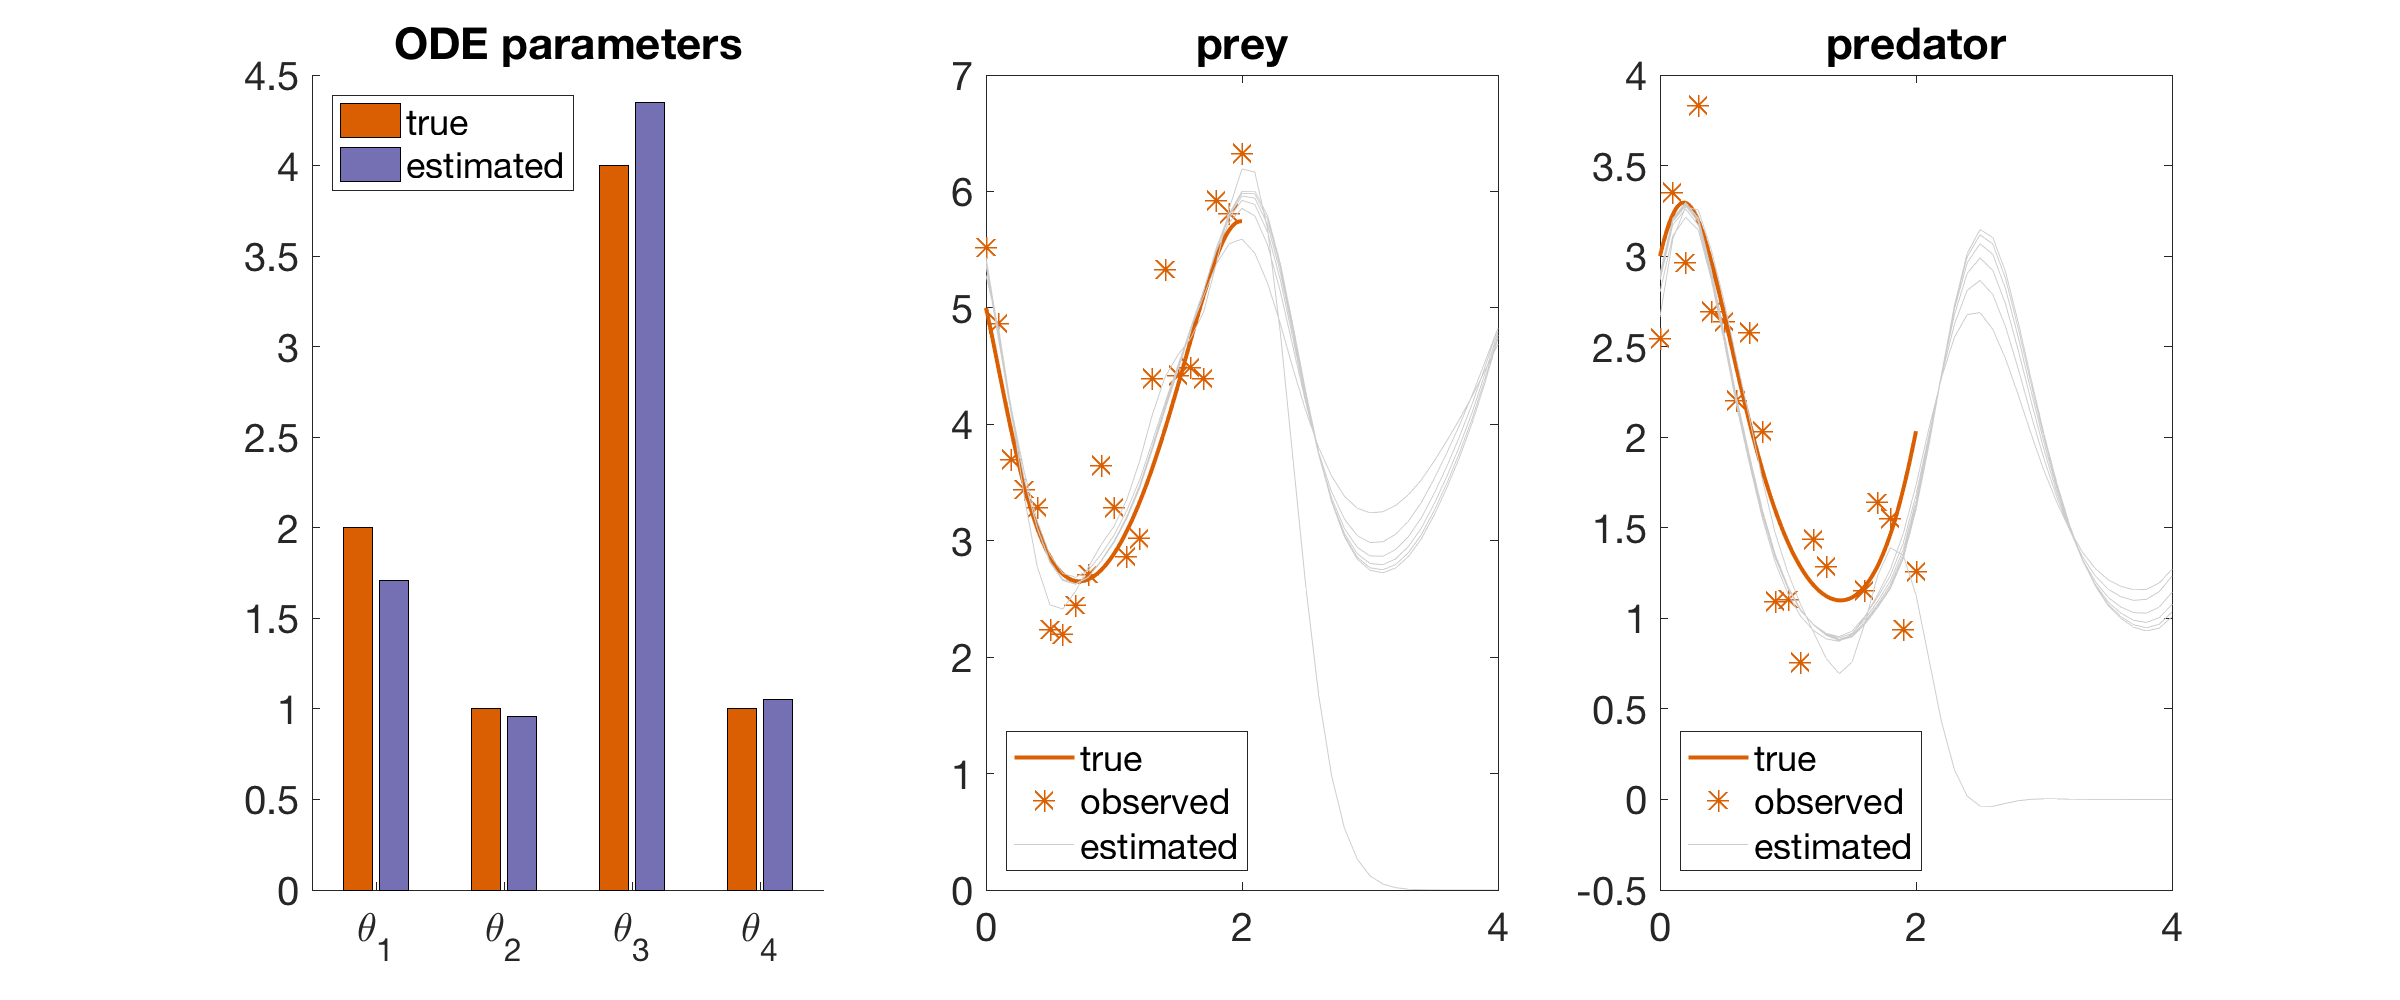 ODE parameters
4.5
4
3.5
3
2.5
2
1.5
1
0.5
0
true
estimated
θ1
θ2
θ3
θ4
prey
7
6
5
4
3
2
1
0
true
observed
estimated
0 2 4
predator
4
3.5
3
2.5
2
1.5
1
0.5
0
-0.5
true
observed
estimated
0 2 4